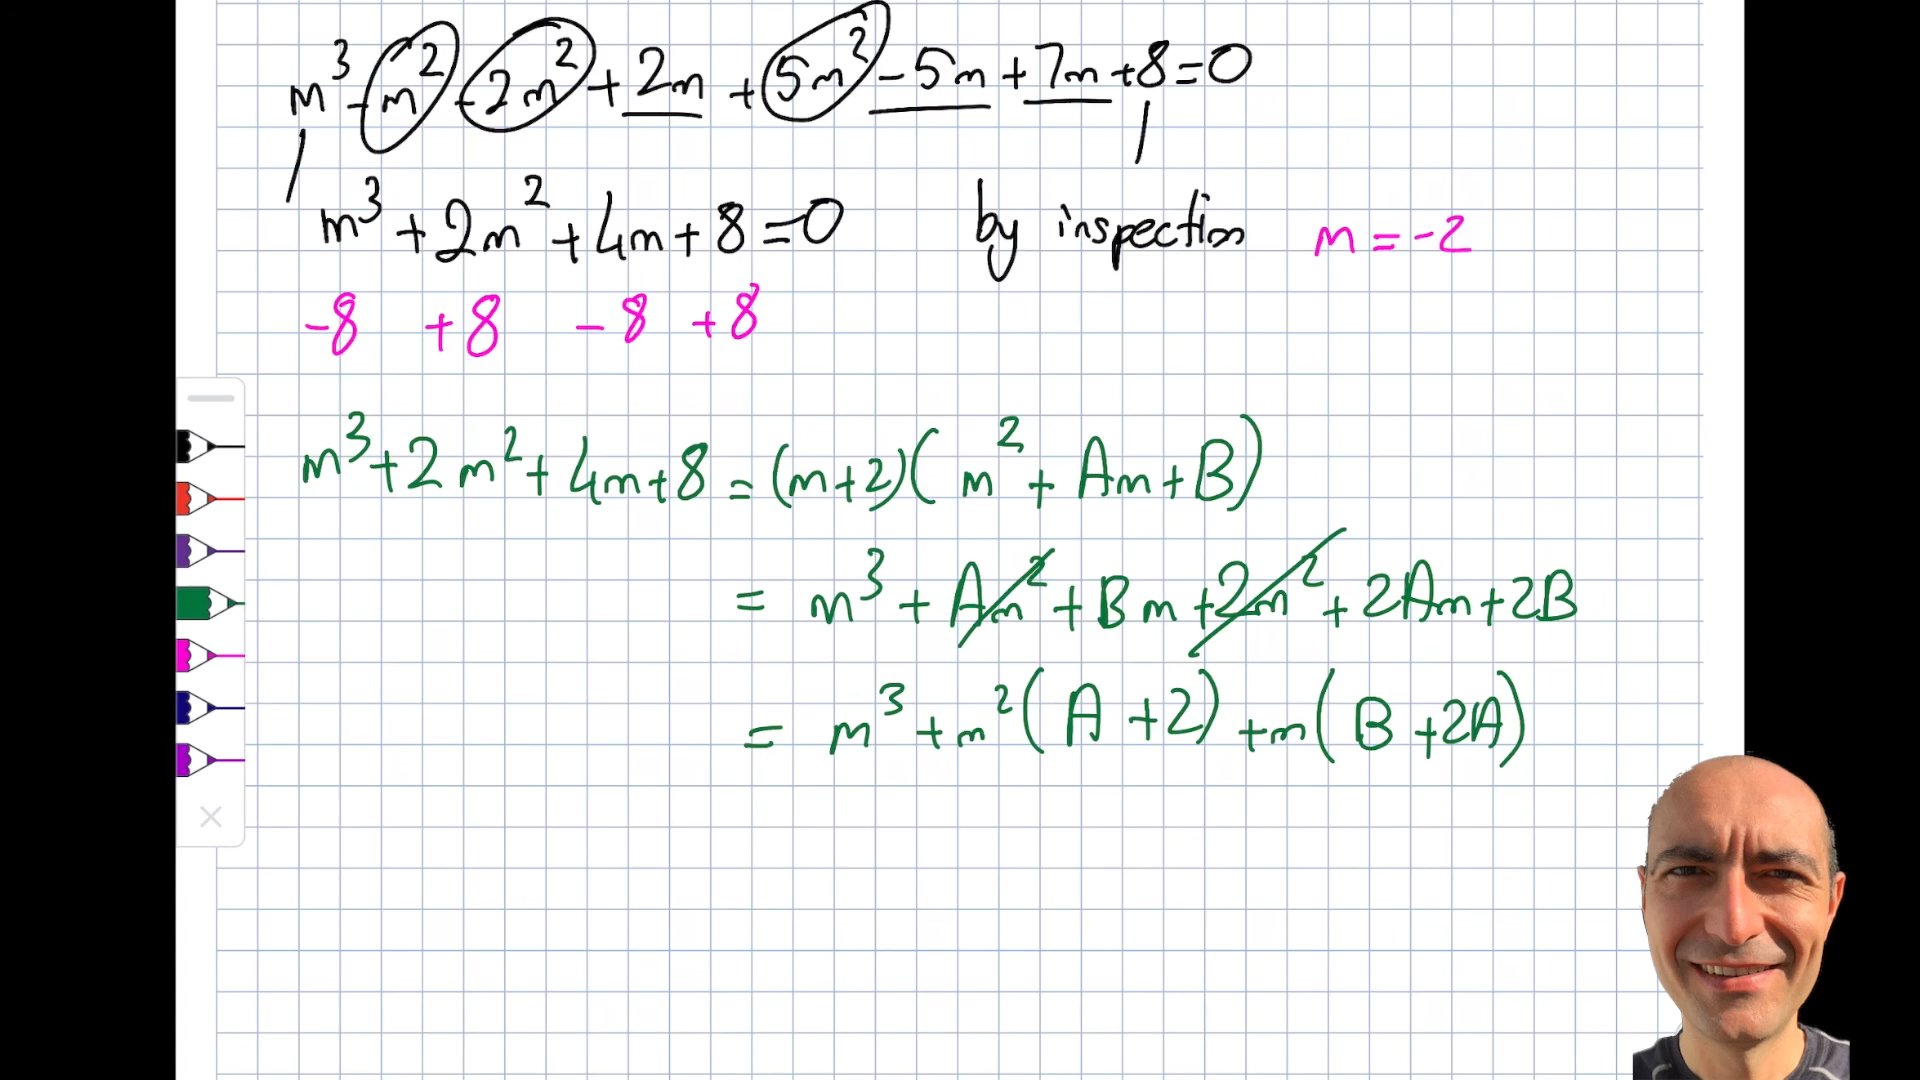 m³ - m² - 2m² + 2m + 5m² - 5m + 7m + 8 = 0
m³ + 2m² + 4m + 8 = 0 by inspection m = -2
-8 +8 -8 +8
m³ + 2m² + 4m + 8 = (m+2)(m² + Am + B)
= m³ + Am² + Bm + 2m² + 2Am + 2B
= m³ + m²(A + 2) + m(B + 2A)